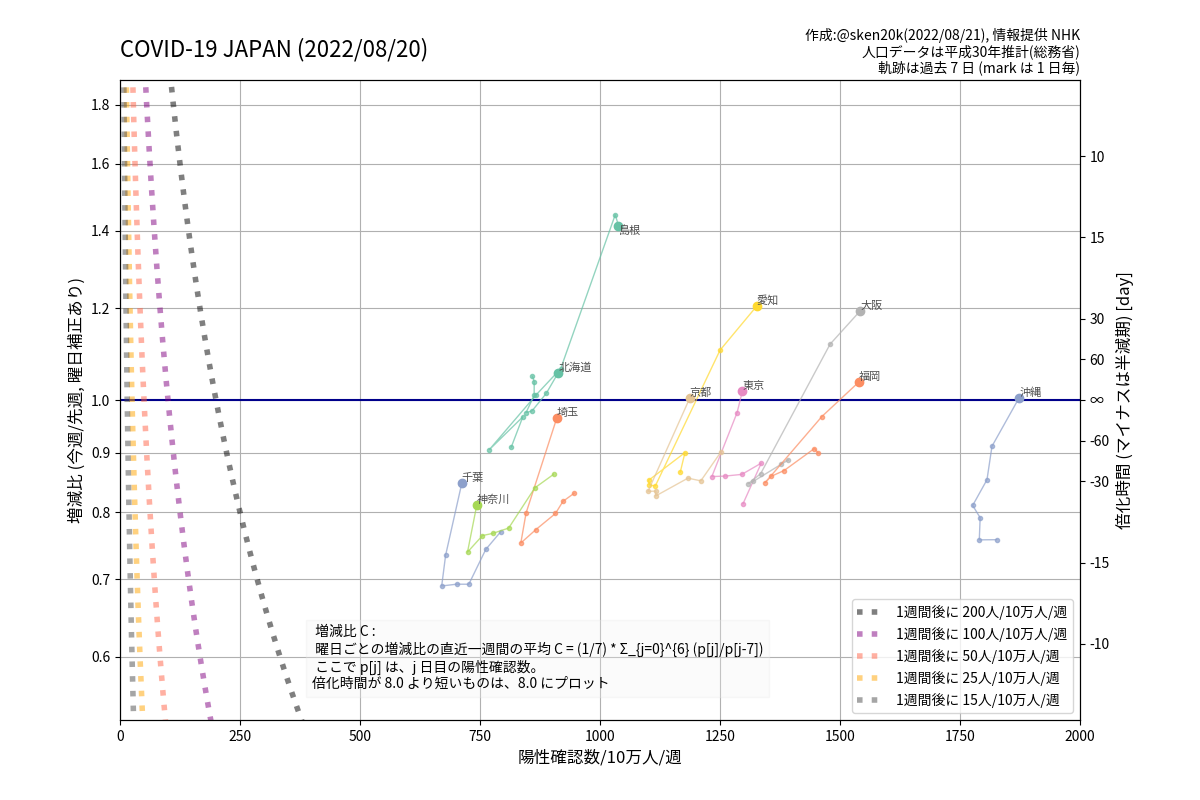 COVID-19 JAPAN (2022/08/20)
作成:@sken20k(2022/08/21), 情報提供 NHK
人口データは平成30年推計(総務省)
軌跡は過去 7 日 (mark は 1 日毎)
増減比 (今週/先週, 曜日補正あり)
1.8
1.6
1.4
1.2
1.0
0.9
0.8
0.7
0.6
10
15
30
60
∞
-60
-30
-15
-10
倍化時間 (マイナスは半減期) [day]
島根
愛知
大阪
北海道
福岡
東京
京都
沖縄
埼玉
千葉
神奈川
増減比 C :
曜日ごとの増減比の直近一週間の平均 C = (1/7) * Σ_{j=0}^{6} (p[j]/p[j-7])
ここで p[j] は、j 日目の陽性確認数。
倍化時間が 8.0 より短いものは、8.0 にプロット
1週間後に 200人/10万人/週
1週間後に 100人/10万人/週
1週間後に 50人/10万人/週
1週間後に 25人/10万人/週
1週間後に 15人/10万人/週
0
250
500
750
1000
1250
1500
1750
2000
陽性確認数/10万人/週